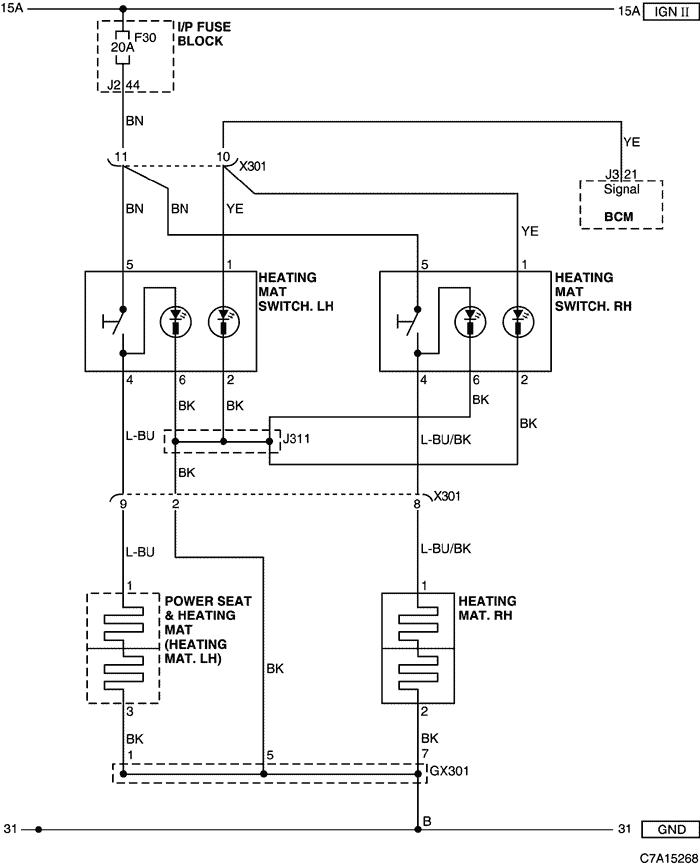 15A 15A IGN II
I/P FUSE
BLOCK
F30
20A
J2 44
BN
YE
11 10 X301
J3 21
Signal
BCM
BN BN YE YE
5 1 5 1
HEATING
MAT
SWITCH. LH
HEATING
MAT
SWITCH. RH
4 6 2 4 6 2
BK BK BK BK
L-BU J311 L-BU/BK
BK
X301
9 2 8
L-BU L-BU/BK
1 1
POWER SEAT
& HEATING
MAT
(HEATING
MAT. LH)
HEATING
MAT. RH
BK
3 2
BK BK
1 5 7
GX301
B
31 31 GND
C7A15268